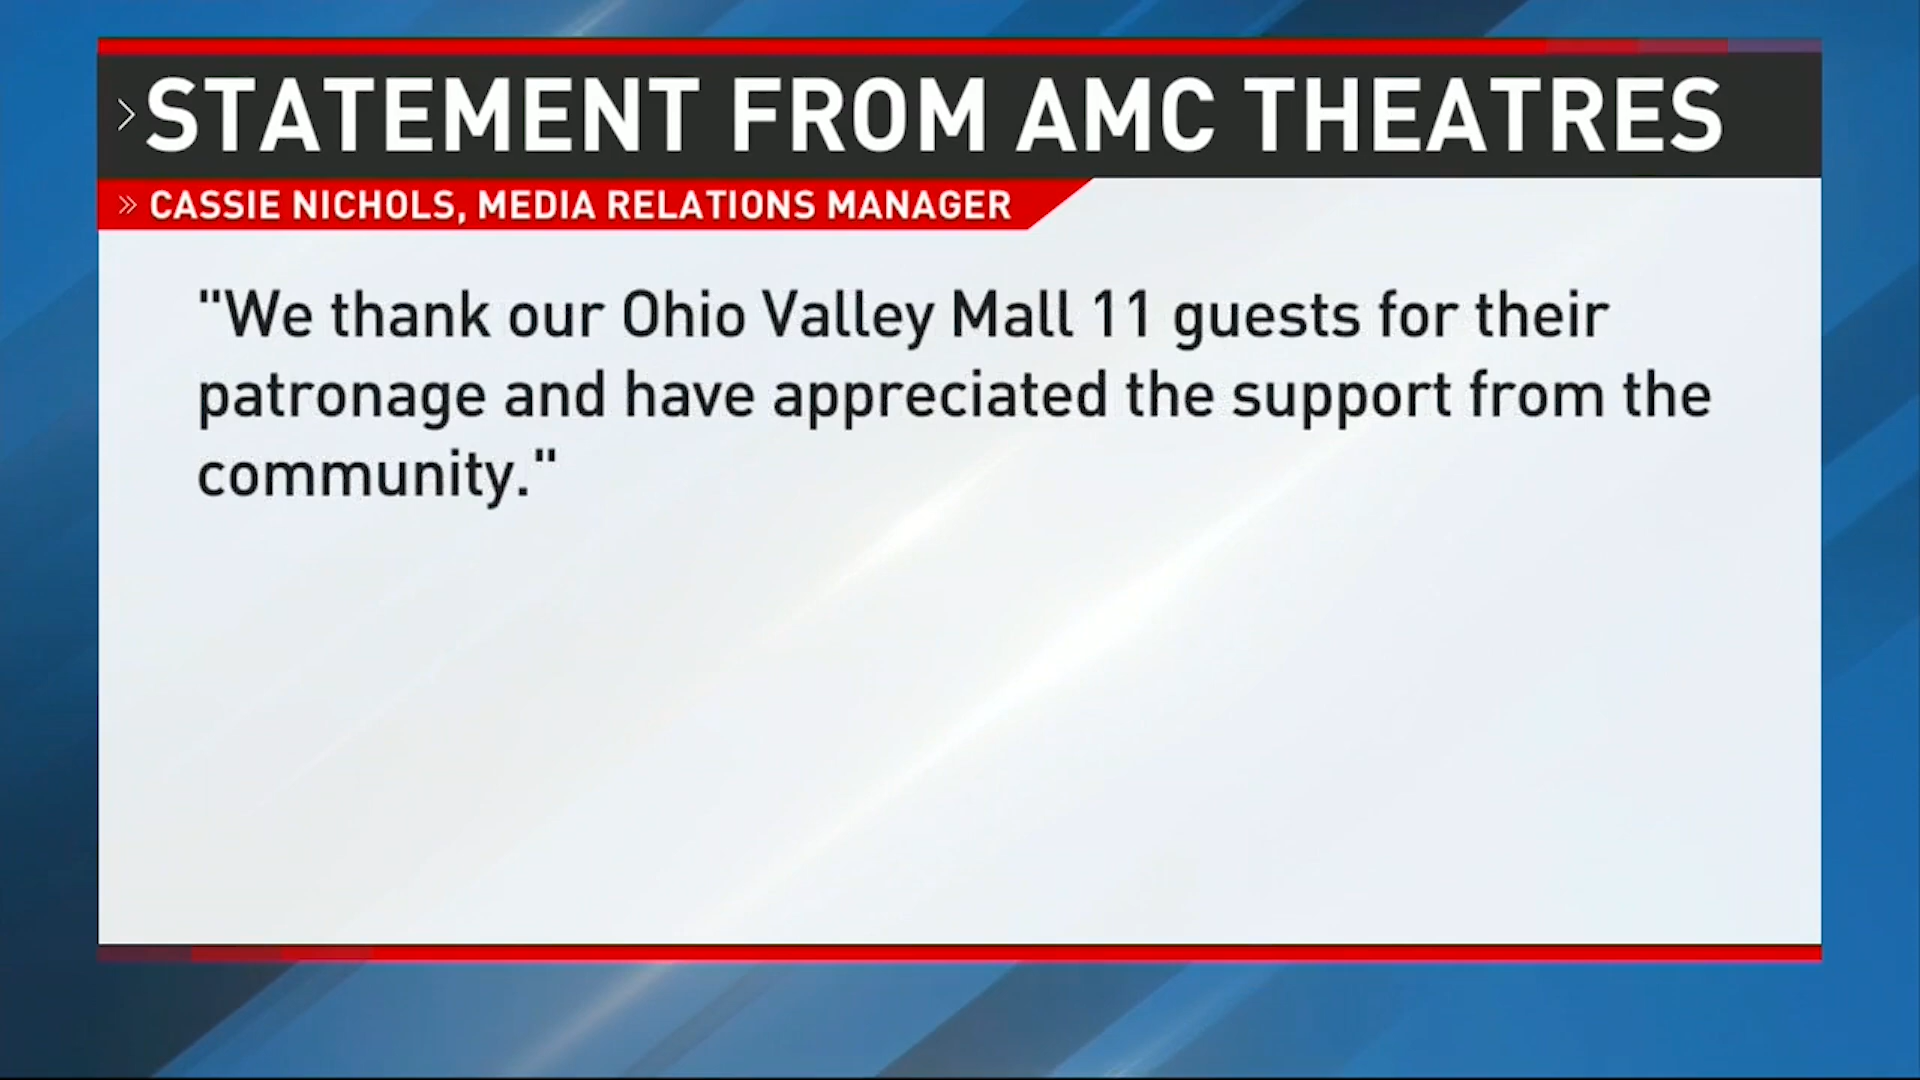 STATEMENT FROM AMC THEATRES
CASSIE NICHOLS, MEDIA RELATIONS MANAGER
"We thank our Ohio Valley Mall 11 guests for their
patronage and have appreciated the support from the
community."